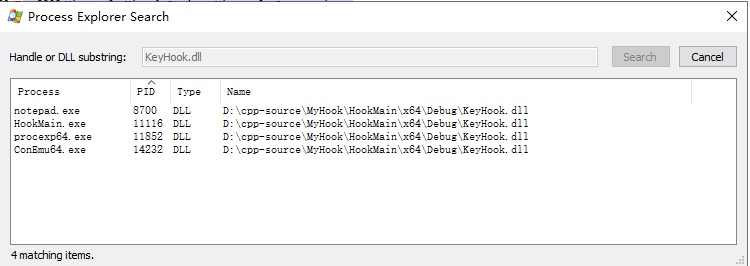 Process Explorer Search
Handle or DLL substring: KeyHook.dll Search Cancel
Process PID Type Name
notepad.exe 8700 DLL D:\cpp-source\MyHook\HookMain\x64\Debug\KeyHook.dll
HookMain.exe 11116 DLL D:\cpp-source\MyHook\HookMain\x64\Debug\KeyHook.dll
procexp64.exe 11852 DLL D:\cpp-source\MyHook\HookMain\x64\Debug\KeyHook.dll
ConEmu64.exe 14232 DLL D:\cpp-source\MyHook\HookMain\x64\Debug\KeyHook.dll
4 matching items.